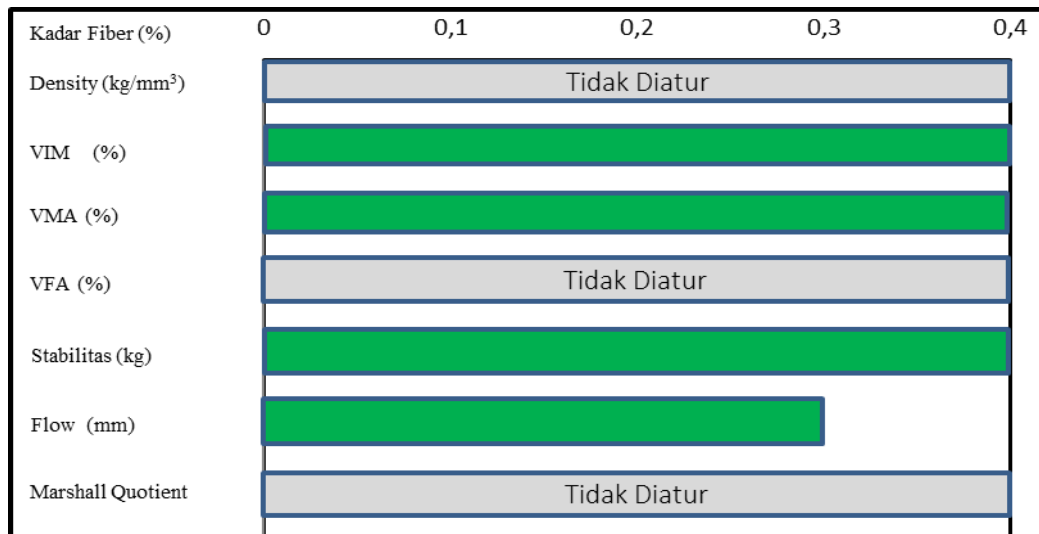 Kadar Fiber (%) 0 0,1 0,2 0,3 0,4
Density (kg/mm³) Tidak Diatur
VIM (%)
VMA (%)
VFA (%) Tidak Diatur
Stabilitas (kg)
Flow (mm)
Marshall Quotient Tidak Diatur